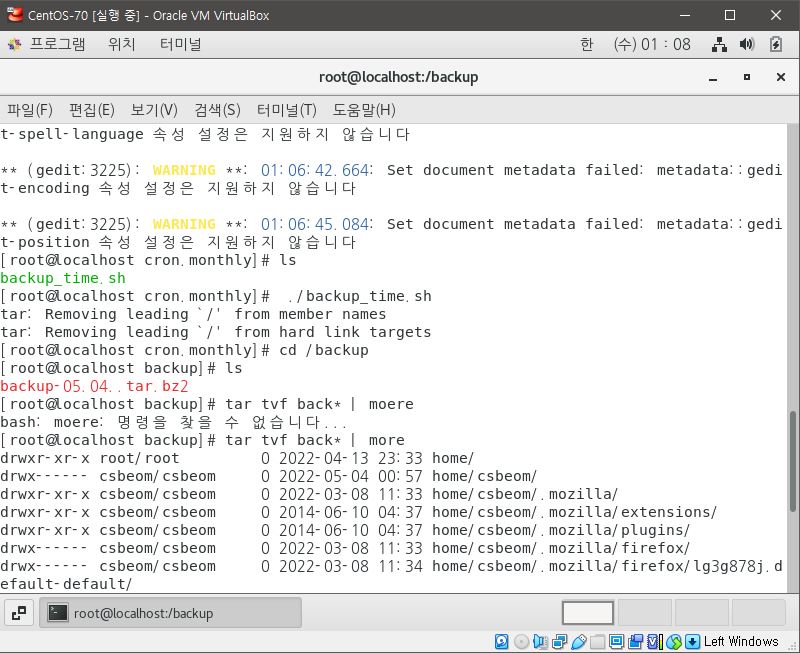 CentOS-70 [실행 중] - Oracle VM VirtualBox
프로그램 위치 터미널 한 (수) 01 : 08
root@localhost:/backup
파일(F) 편집(E) 보기(V) 검색(S) 터미널(T) 도움말(H)
t-spell-language 속성 설정은 지원하지 않습니다
** (gedit:3225): WARNING **: 01:06:42.664: Set document metadata failed: metadata::gedi
t-encoding 속성 설정은 지원하지 않습니다
** (gedit:3225): WARNING **: 01:06:45.084: Set document metadata failed: metadata::gedi
t-position 속성 설정은 지원하지 않습니다
[root@localhost cron.monthly]# ls
backup_time.sh
[root@localhost cron.monthly]#  ./backup_time.sh
tar: Removing leading `/' from member names
tar: Removing leading `/' from hard link targets
[root@localhost cron.monthly]# cd /backup
[root@localhost backup]# ls
backup-05.04..tar.bz2
[root@localhost backup]# tar tvf back* | moere
bash: moere: 명령을 찾을 수 없습니다...
[root@localhost backup]# tar tvf back* | more
drwxr-xr-x root/root         0 2022-04-13 23:33 home/
drwx------ csbeom/csbeom     0 2022-05-04 00:57 home/csbeom/
drwxr-xr-x csbeom/csbeom     0 2022-03-08 11:33 home/csbeom/.mozilla/
drwxr-xr-x csbeom/csbeom     0 2014-06-10 04:37 home/csbeom/.mozilla/extensions/
drwxr-xr-x csbeom/csbeom     0 2014-06-10 04:37 home/csbeom/.mozilla/plugins/
drwx------ csbeom/csbeom     0 2022-03-08 11:33 home/csbeom/.mozilla/firefox/
drwx------ csbeom/csbeom     0 2022-03-08 11:34 home/csbeom/.mozilla/firefox/lg3g878j.d
efault-default/
root@localhost:/backup
Left Windows